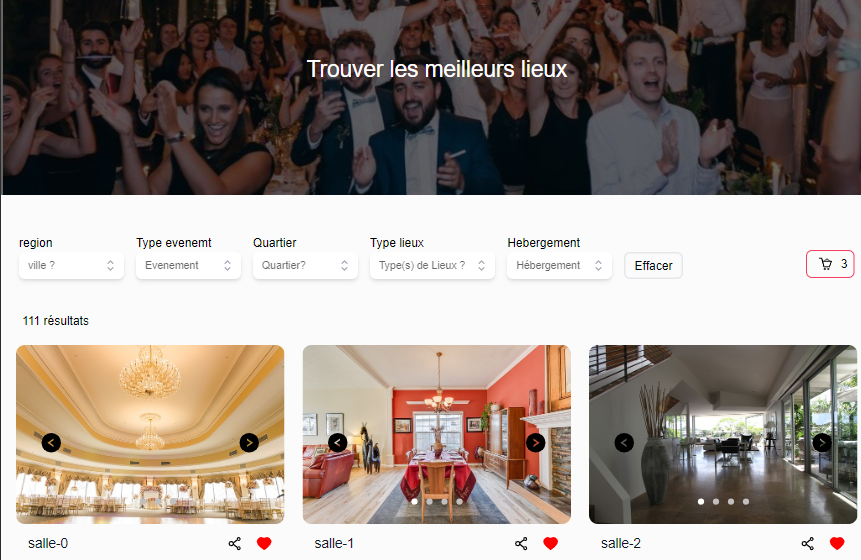 Trouver les meilleurs lieux
region
Type evenemt
Quartier
Type lieux
Hebergement
ville ?
Evenement
Quartier?
Type(s) de Lieux ?
Hébergement
Effacer
3
111 résultats
salle-0
salle-1
salle-2